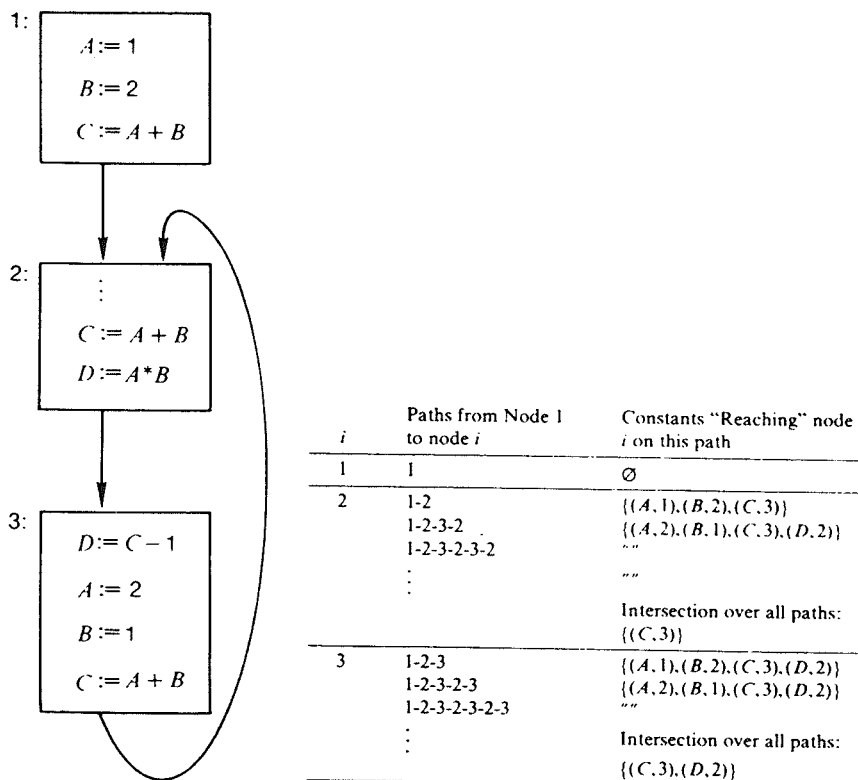 1:
A := 1
B := 2
C := A + B
2:
⋮
C := A + B
D := A * B
3:
D := C − 1
A := 2
B := 1
C := A + B
i Paths from Node 1 to node i Constants "Reaching" node i on this path
1 1 ∅
2 1-2 {(A,1),(B,2),(C,3)}
1-2-3-2 {(A,2),(B,1),(C,3),(D,2)}
1-2-3-2-3-2 ""
⋮ ""
Intersection over all paths:
{(C,3)}
3 1-2-3 {(A,1),(B,2),(C,3),(D,2)}
1-2-3-2-3 {(A,2),(B,1),(C,3),(D,2)}
1-2-3-2-3-2-3 ""
⋮
Intersection over all paths:
{(C,3),(D,2)}